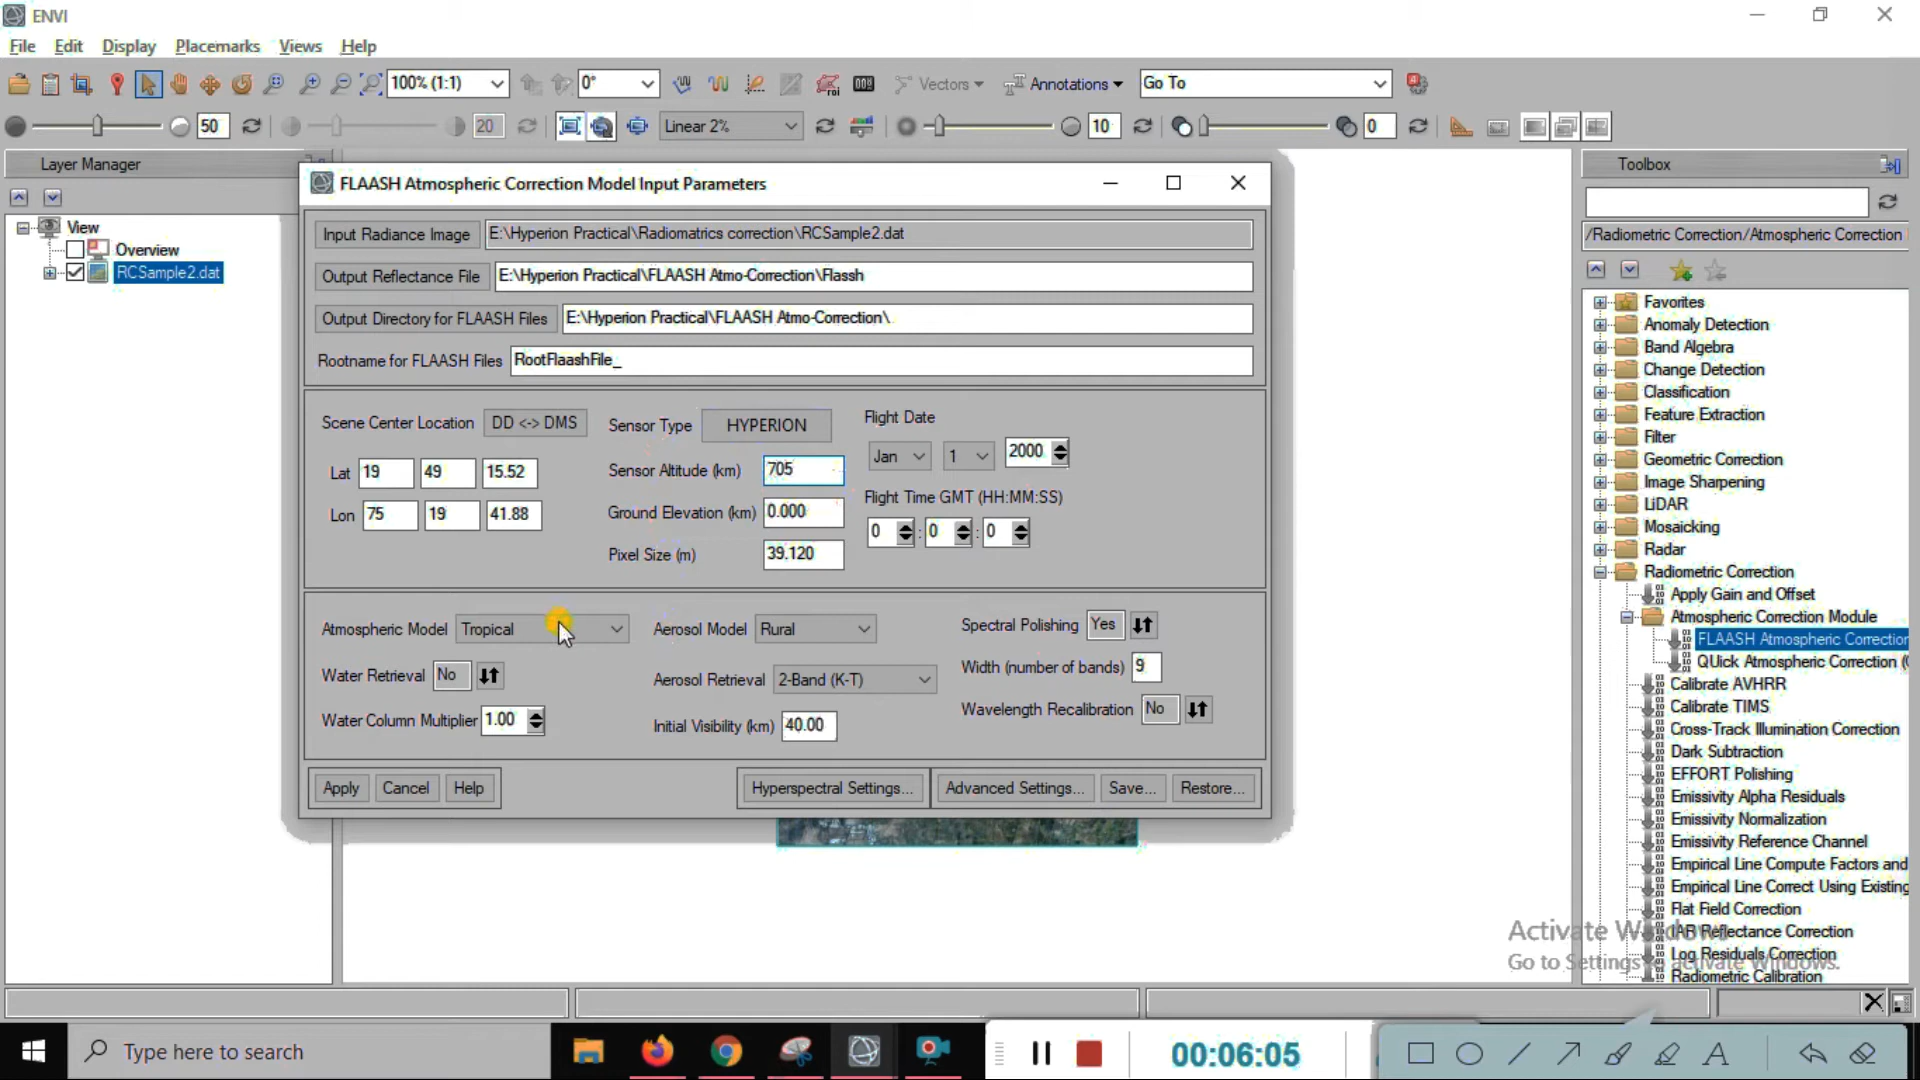 ENVI
File Edit Display Placemarks Views Help
100% (1:1) 0° Vectors Annotations Go To
50 20 Linear 2% 10 0
Layer Manager
View
Overview
RCSample2.dat
FLAASH Atmospheric Correction Model Input Parameters
Input Radiance Image E:\Hyperion Practical\Radiomatrics correction\RCSample2.dat
Output Reflectance File E:\Hyperion Practical\FLAASH Atmo-Correction\Flassh
Output Directory for FLAASH Files E:\Hyperion Practical\FLAASH Atmo-Correction\
Rootname for FLAASH Files RootFlaashFile_
Scene Center Location DD <-> DMS
Lat 19 49 15.52
Lon 75 19 41.88
Sensor Type HYPERION
Sensor Altitude (km) 705
Ground Elevation (km) 0.000
Pixel Size (m) 39.120
Flight Date
Jan 1 2000
Flight Time GMT (HH:MM:SS)
0 : 0 : 0
Atmospheric Model Tropical
Water Retrieval No
Water Column Multiplier 1.00
Aerosol Model Rural
Aerosol Retrieval 2-Band (K-T)
Initial Visibility (km) 40.00
Spectral Polishing Yes
Width (number of bands) 9
Wavelength Recalibration No
Apply Cancel Help Hyperspectral Settings... Advanced Settings... Save... Restore...
Toolbox
/Radiometric Correction/Atmospheric Correction
Favorites
Anomaly Detection
Band Algebra
Change Detection
Classification
Feature Extraction
Filter
Geometric Correction
Image Sharpening
LiDAR
Mosaicking
Radar
Radiometric Correction
Apply Gain and Offset
Atmospheric Correction Module
FLAASH Atmospheric Correction
QUick Atmospheric Correction (
Calibrate AVHRR
Calibrate TIMS
Cross-Track Illumination Correction
Dark Subtraction
EFFORT Polishing
Emissivity Alpha Residuals
Emissivity Normalization
Emissivity Reference Channel
Empirical Line Compute Factors and
Empirical Line Correct Using Existing
Flat Field Correction
IAR Reflectance Correction
Log Residuals Correction
Radiometric Calibration
Activate Windows
Go to Settings to activate Windows.
Type here to search
00:06:05